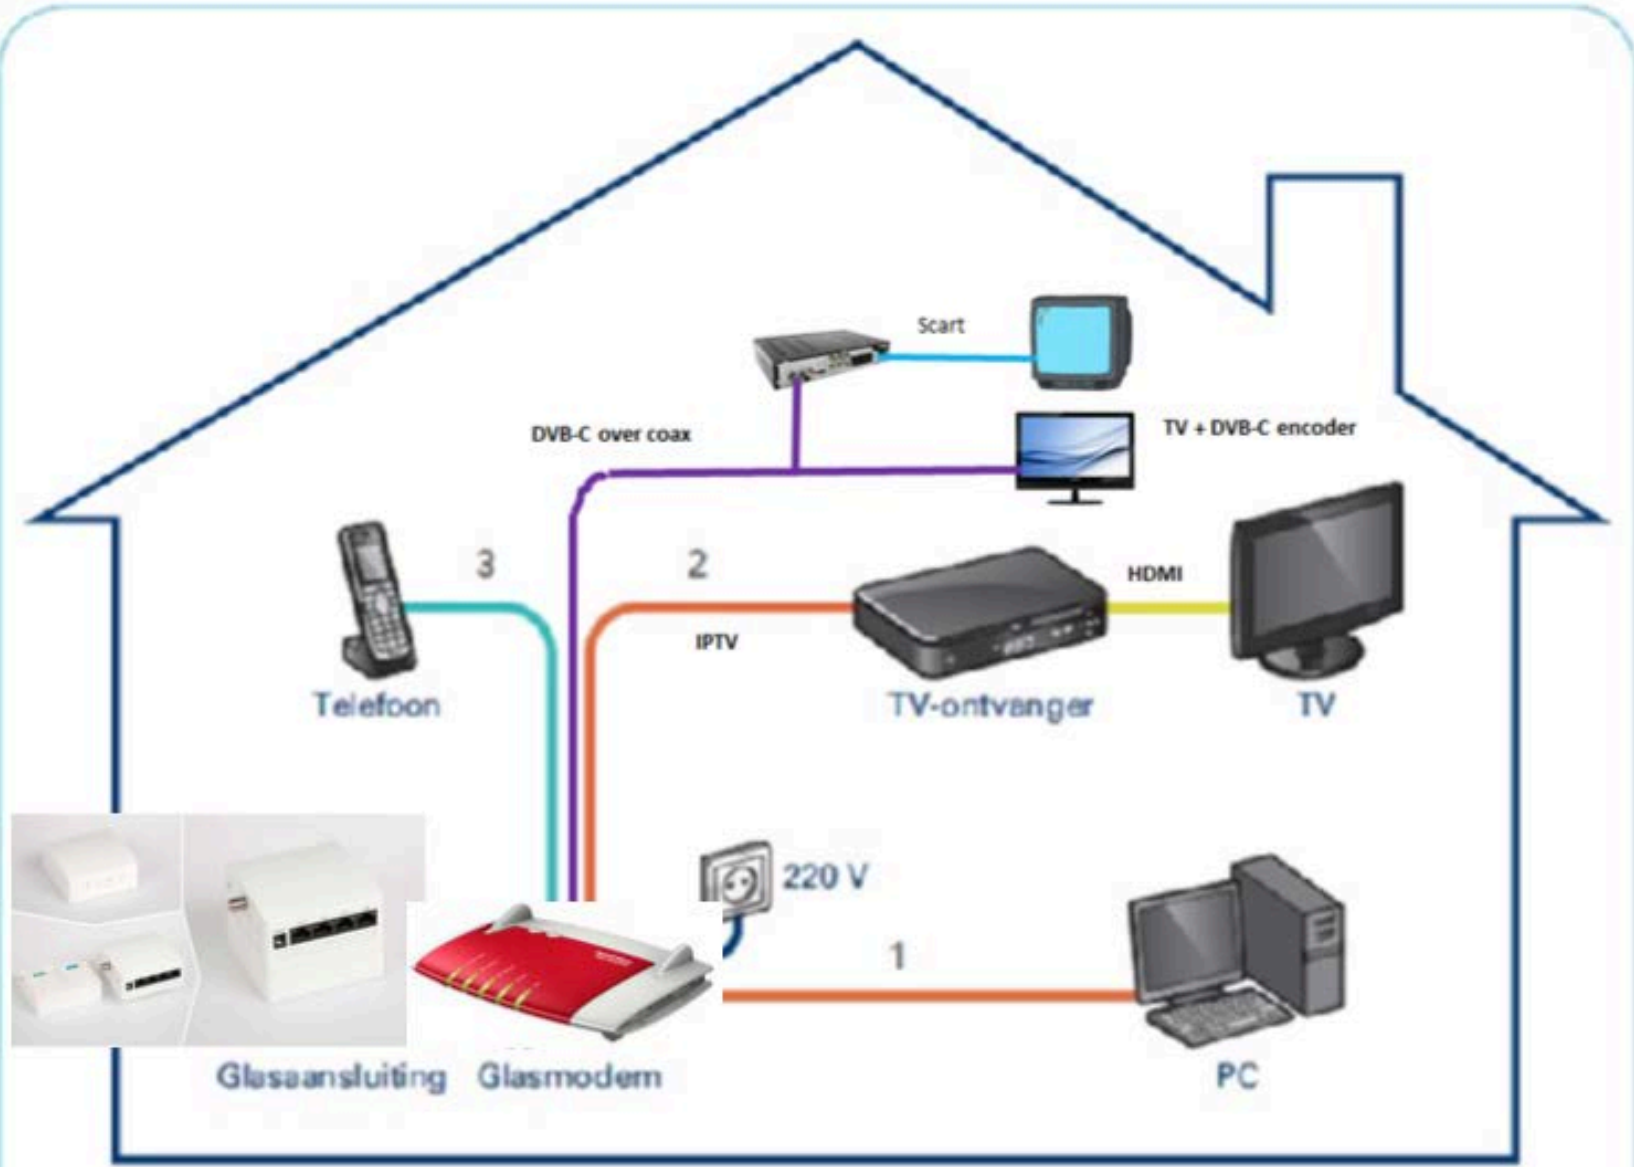 Scart
DVB-C over coax
TV + DVB-C encoder
3
2
HDMI
IPTV
Telefoon
TV-ontvanger
TV
220 V
1
Glasaansluiting
Glasmodem
PC